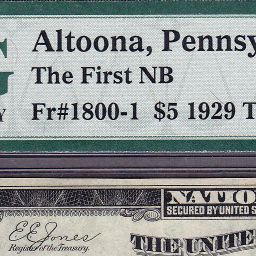 G
Altoona, Pennsy
The First NB
Y Fr#1800-1 $5 1929 T
NATIO
SECURED BY UNITED S
E.E. Jones
Register of the Treasury.
THE UNITE